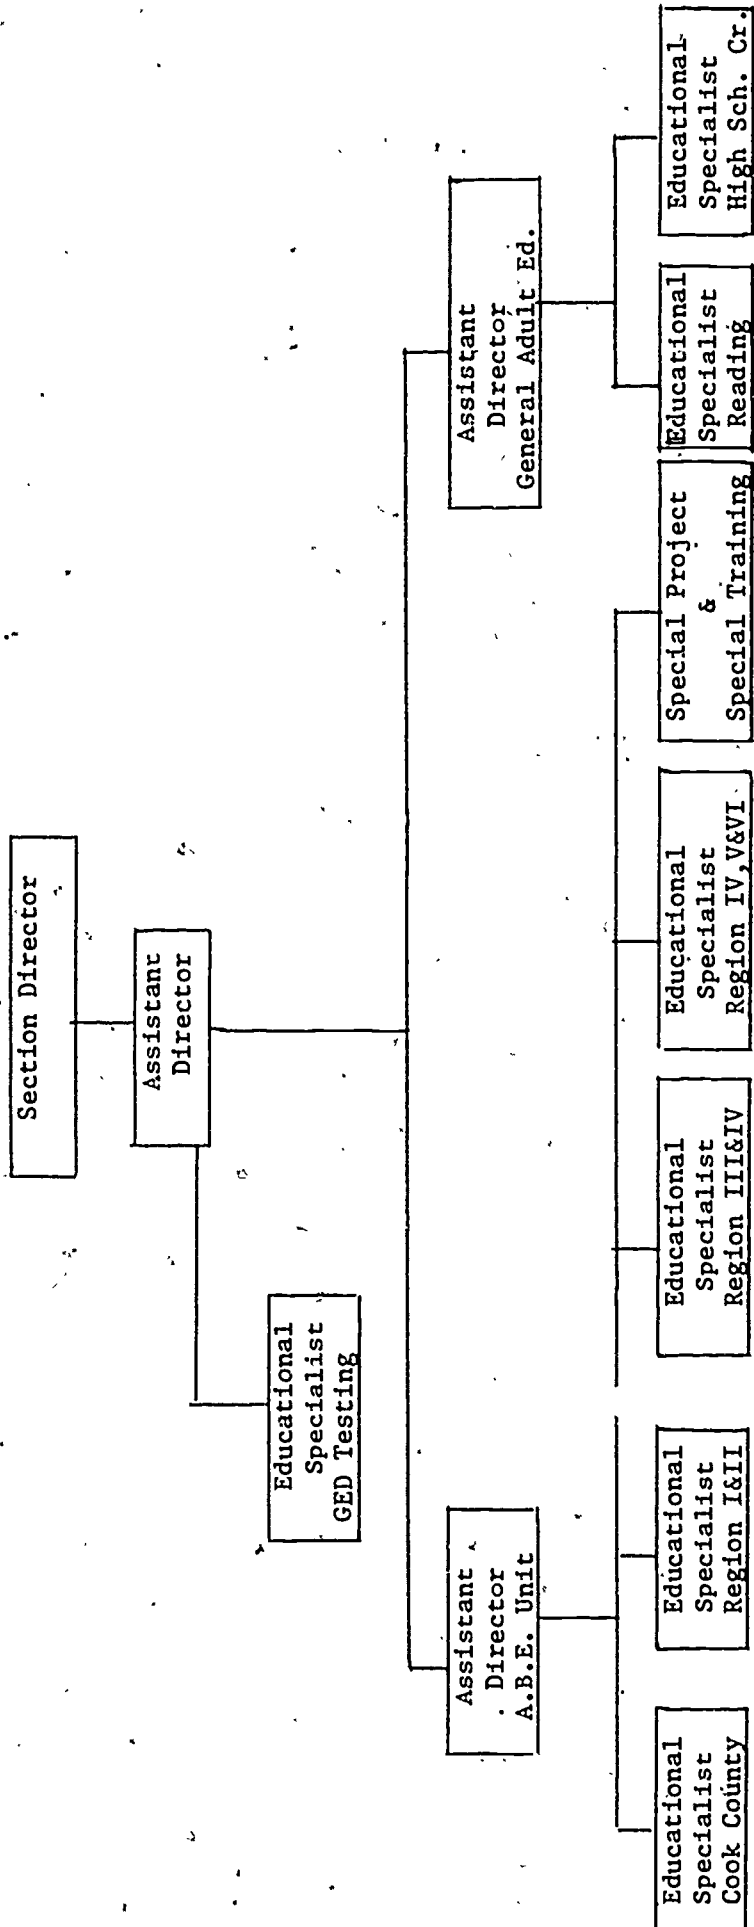 Section Director
Assistant
Director
Educational
Specialist
GED Testing
Assistant
Director
A.B.E. Unit
Assistant
Director
General Adult Ed.
Educational
Specialist
Cook County
Educational
Specialist
Region I&II
Educational
Specialist
Region III&IV
Educational
Specialist
Region IV,V&VI
Special Project
&
Special Training
Educational
Specialist
Reading
Educational
Specialist
High Sch. Cr.